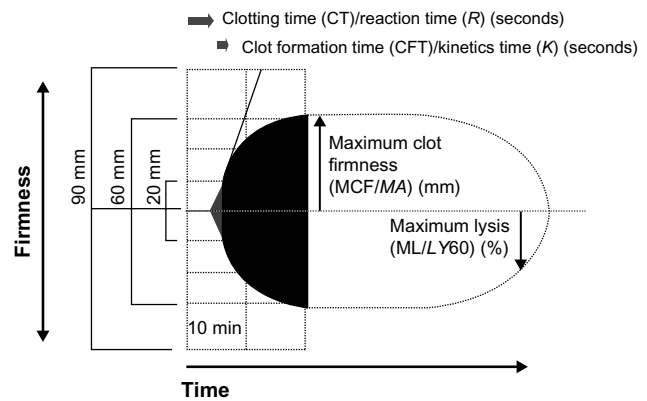 Clotting time (CT)/reaction time (R) (seconds)
Clot formation time (CFT)/kinetics time (K) (seconds)
Firmness
90 mm
60 mm
20 mm
Maximum clot
firmness
(MCF/MA) (mm)
Maximum lysis
(ML/LY60) (%)
10 min
Time